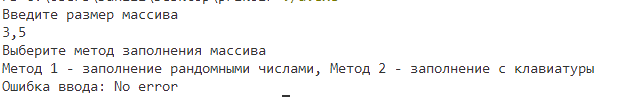 Введите размер массива
3,5
Выберите метод заполнения массива
Метод 1 - заполнение рандомными числами, Метод 2 - заполнение с клавиатуры
Ошибка ввода: No error